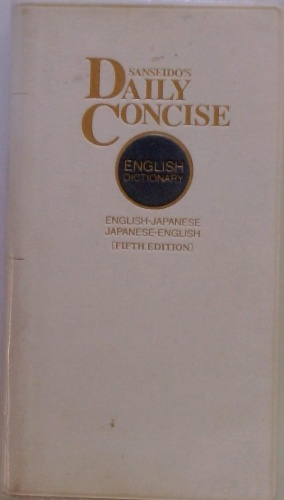 SANSEIDO'S
DAILY
CONCISE
ENGLISH
DICTIONARY
ENGLISH-JAPANESE
JAPANESE-ENGLISH
[FIFTH EDITION]